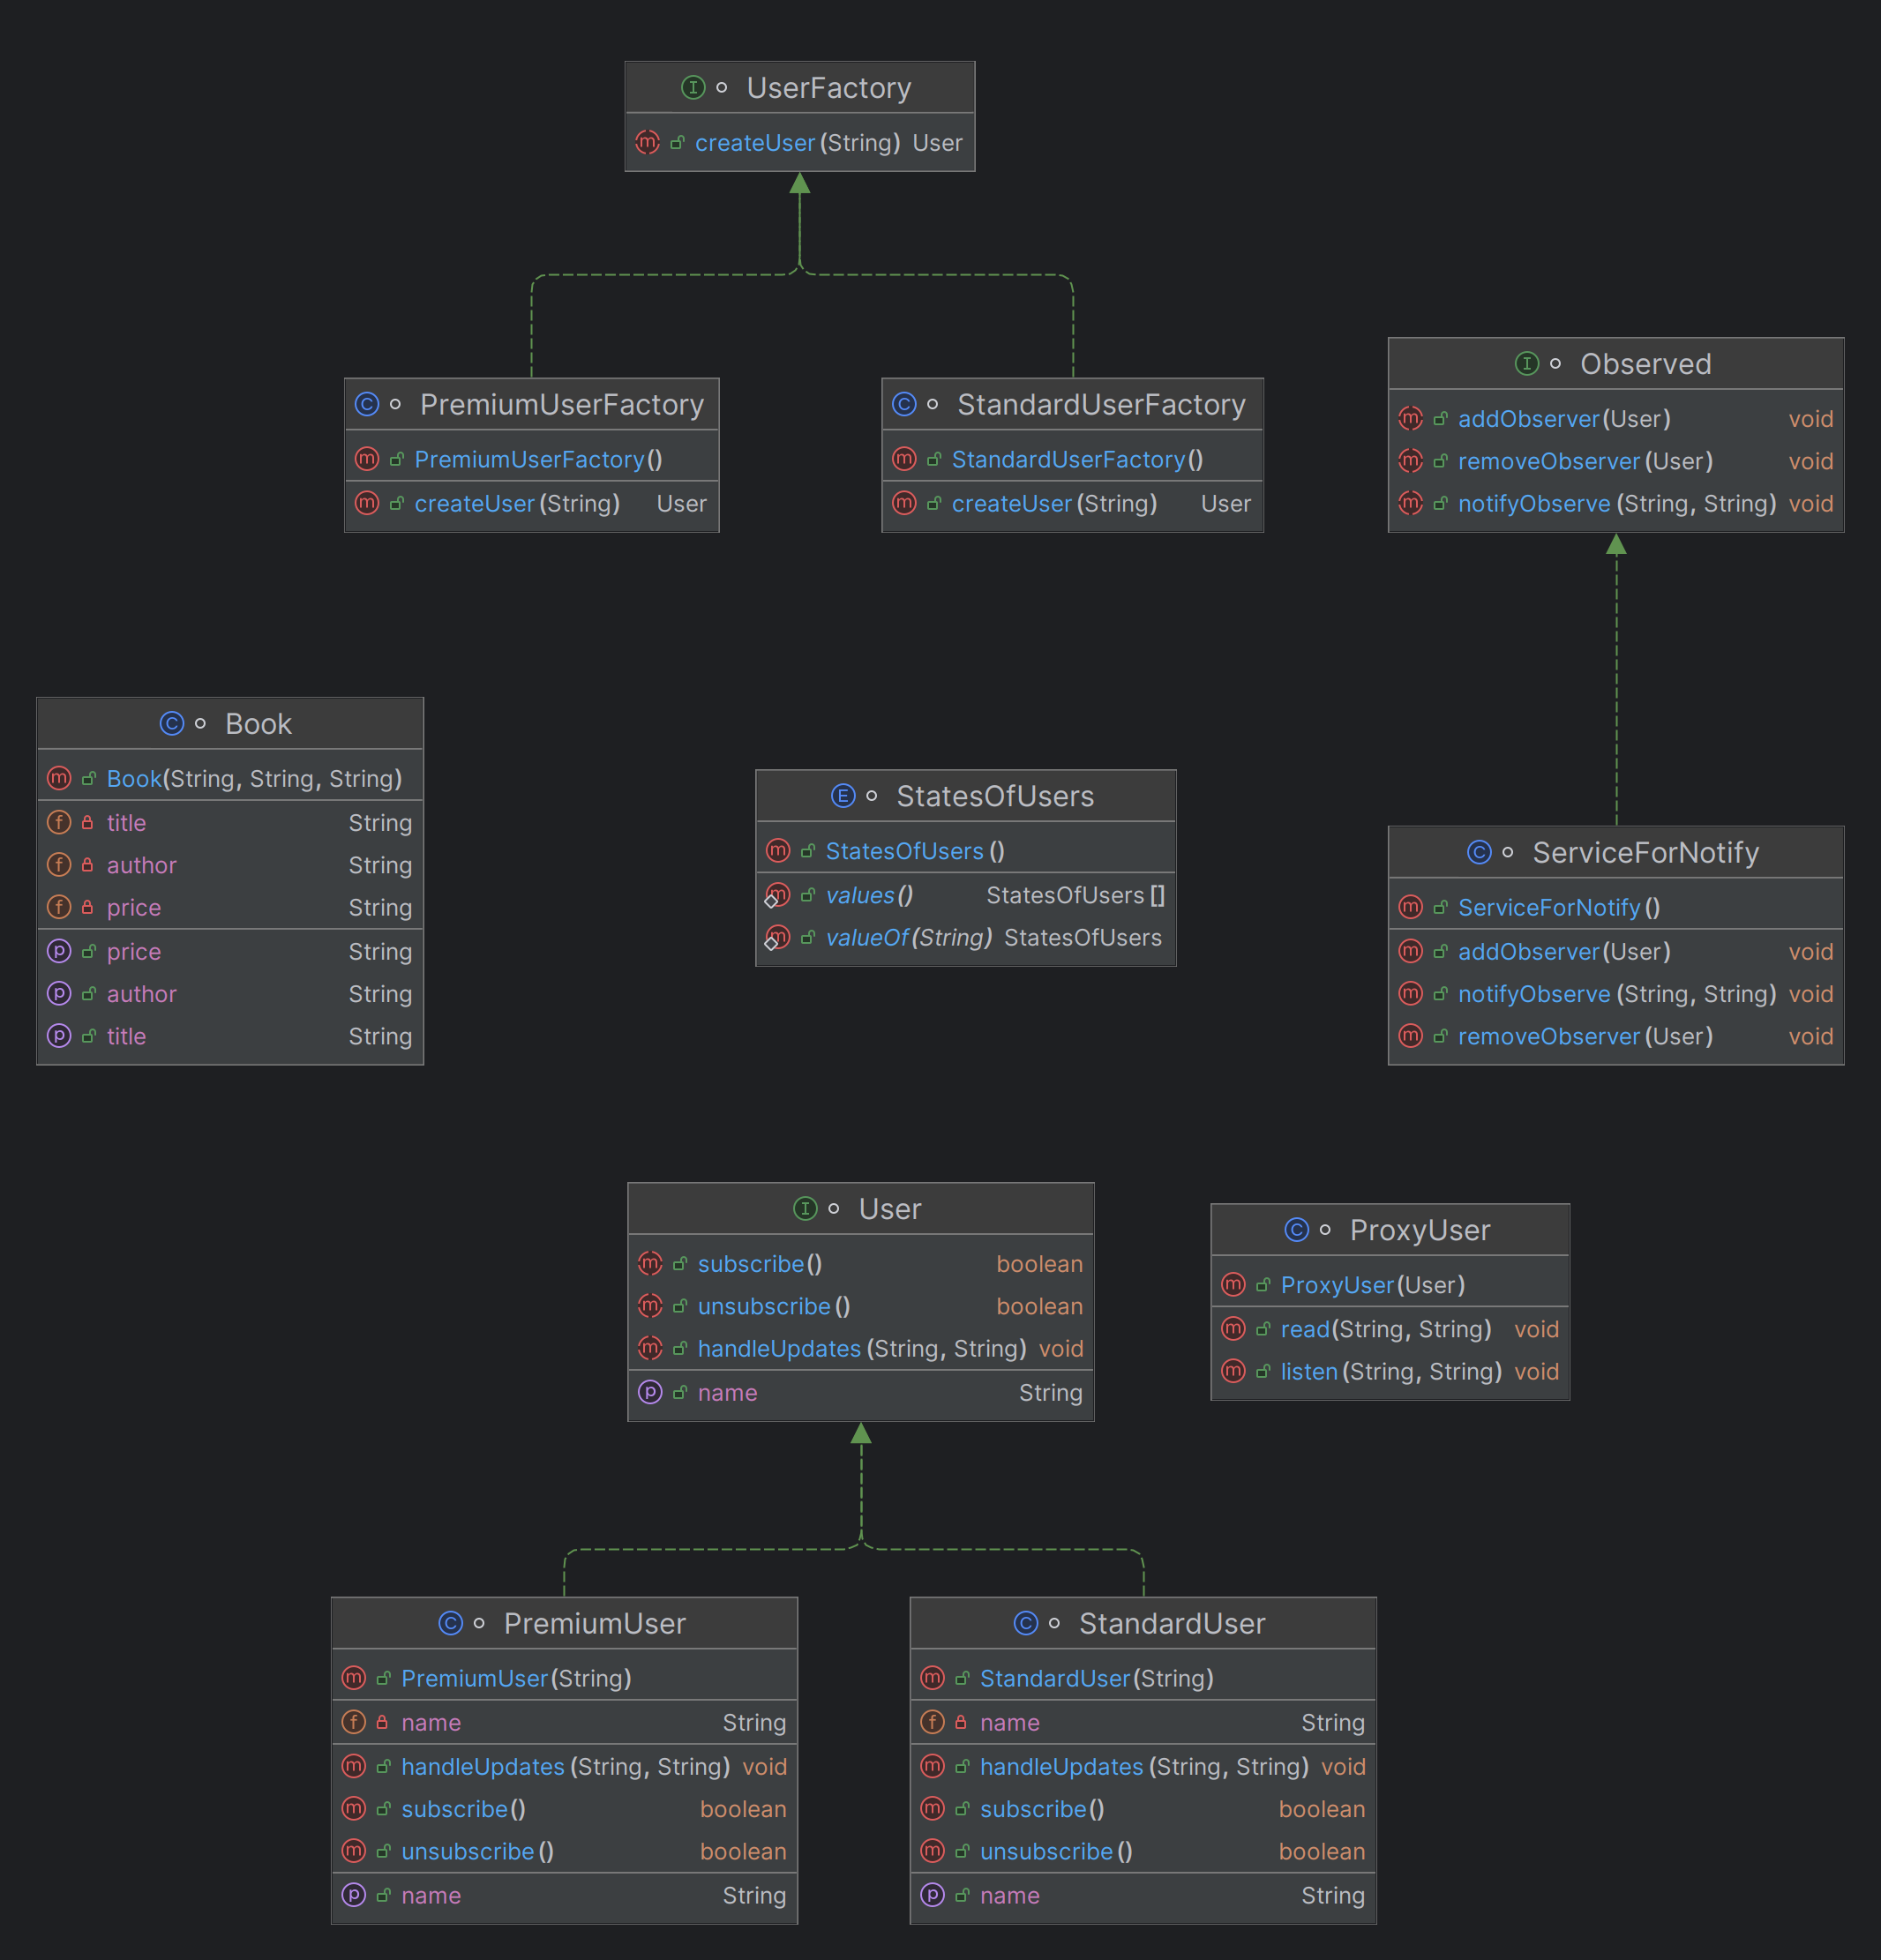 UserFactory
createUser(String) User
PremiumUserFactory
PremiumUserFactory()
createUser(String) User
StandardUserFactory
StandardUserFactory()
createUser(String) User
Observed
addObserver(User) void
removeObserver(User) void
notifyObserve(String, String) void
Book
Book(String, String, String)
title String
author String
price String
price String
author String
title String
StatesOfUsers
StatesOfUsers()
values() StatesOfUsers[]
valueOf(String) StatesOfUsers
ServiceForNotify
ServiceForNotify()
addObserver(User) void
notifyObserve(String, String) void
removeObserver(User) void
User
subscribe() boolean
unsubscribe() boolean
handleUpdates(String, String) void
name String
ProxyUser
ProxyUser(User)
read(String, String) void
listen(String, String) void
PremiumUser
PremiumUser(String)
name String
handleUpdates(String, String) void
subscribe() boolean
unsubscribe() boolean
name String
StandardUser
StandardUser(String)
name String
handleUpdates(String, String) void
subscribe() boolean
unsubscribe() boolean
name String